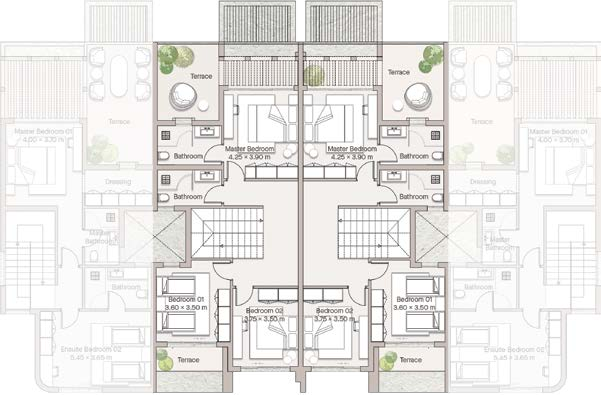 Terrace
Terrace
Master Bedroom 01
4.00 × 3.70 m
Terrace
Master Bedroom
4.25 × 3.90 m
Master Bedroom
4.25 × 3.90 m
Terrace
Master Bedroom 01
4.00 × 3.70 m
Bathroom
Bathroom
Dressing
Dressing
Bathroom
Bathroom
Master
Bathroom
Master
Bathroom
Bedroom 01
3.60 × 3.50 m
Bedroom 02
3.75 × 3.50 m
Bedroom 02
3.75 × 3.50 m
Bedroom 01
3.60 × 3.50 m
Ensuite Bedroom 02
5.45 × 3.65 m
Terrace
Terrace
Ensuite Bedroom 02
5.45 × 3.65 m